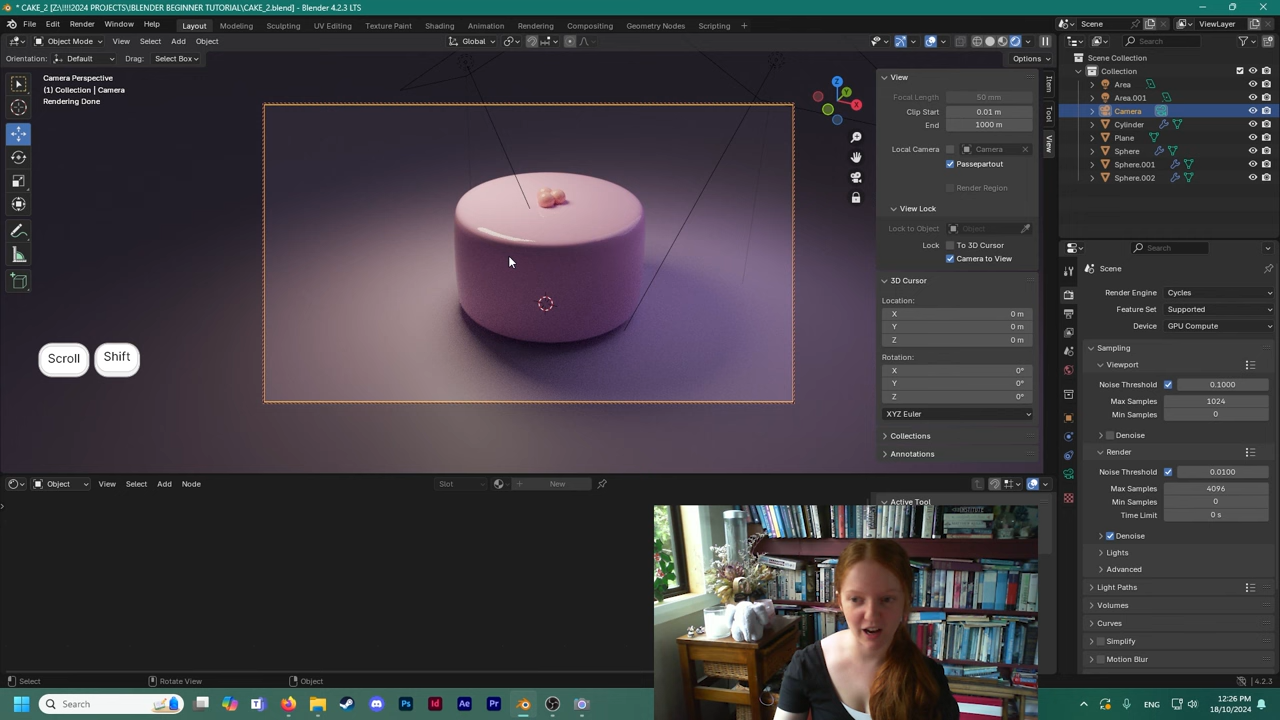 * CAKE_2 [Z:\!!!!2024 PROJECTS\BLENDER BEGINNER TUTORIAL\CAKE_2.blend] - Blender 4.2.3 LTS
File Edit Render Window Help Layout Modeling Sculpting UV Editing Texture Paint Shading Animation Rendering Compositing Geometry Nodes Scripting + Scene ViewLayer
Object Mode View Select Add Object Global Search
Orientation: Default Drag: Select Box Options
Camera Perspective
(1) Collection | Camera
Rendering Done
Z
Y
X
Scroll Shift
View
Focal Length 50 mm
Clip Start 0.01 m
End 1000 m
Local Camera Camera
Passepartout
Render Region
View Lock
Lock to Object Object
Lock To 3D Cursor
Camera to View
3D Cursor
Location:
X 0 m
Y 0 m
Z 0 m
Rotation:
X 0°
Y 0°
Z 0°
XYZ Euler
Collections
Annotations
Item
Tool
View
Scene Collection
Collection
Area
Area.001
Camera
Cylinder
Plane
Sphere
Sphere.001
Sphere.002
Search
Scene
Render Engine Cycles
Feature Set Supported
Device GPU Compute
Sampling
Viewport
Noise Threshold 0.1000
Max Samples 1024
Min Samples 0
Denoise
Render
Noise Threshold 0.0100
Max Samples 4096
Min Samples 0
Time Limit 0 s
Denoise
Lights
Advanced
Light Paths
Volumes
Curves
Simplify
Motion Blur
Object View Select Add Node Slot New
Active Tool
Select Rotate View Object 4.2.3
Search
ENG
12:26 PM
18/10/2024